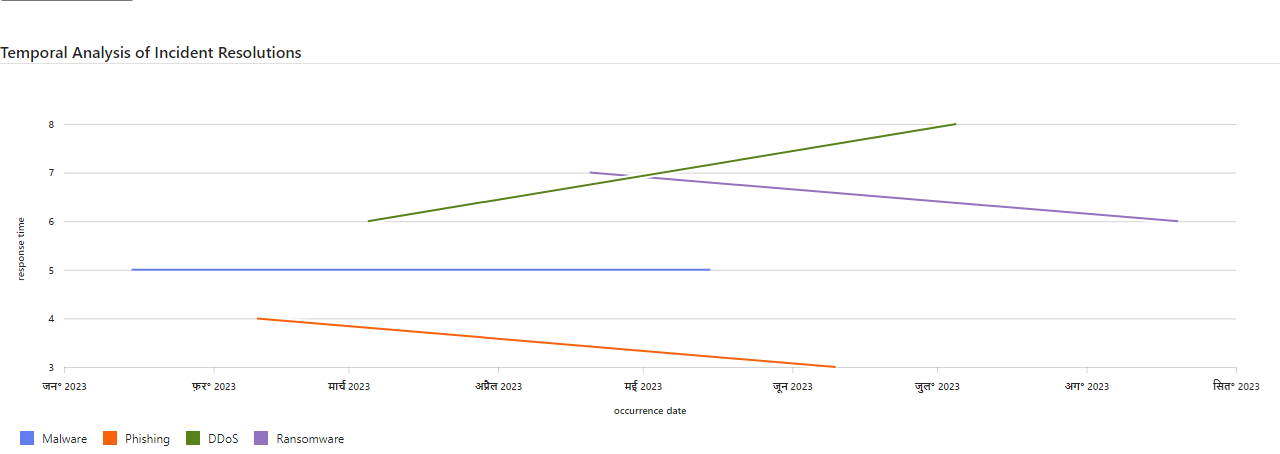 Temporal Analysis of Incident Resolutions
8
7
6
5
4
3
response time
जन॰ 2023
फ़र॰ 2023
मार्च 2023
अप्रैल 2023
मई 2023
जून 2023
जुल॰ 2023
अग॰ 2023
सित॰ 2023
occurrence date
Malware
Phishing
DDoS
Ransomware